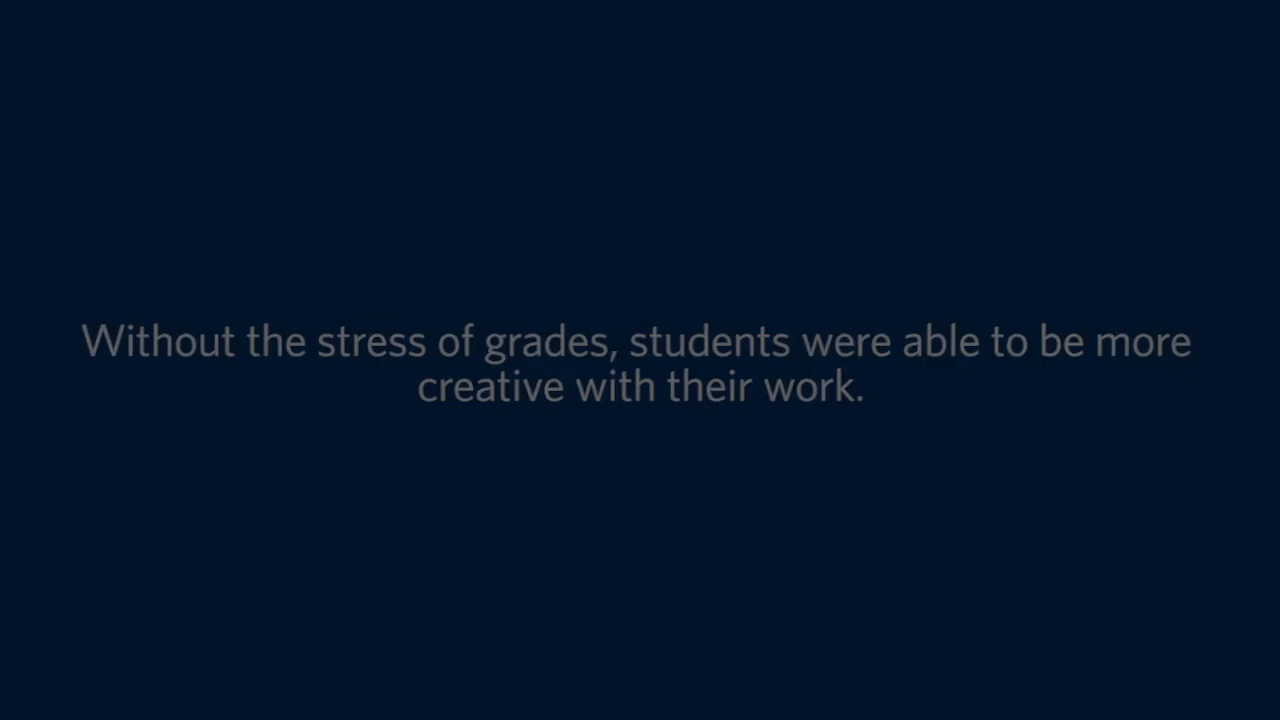 Without the stress of grades, students were able to be more
creative with their work.